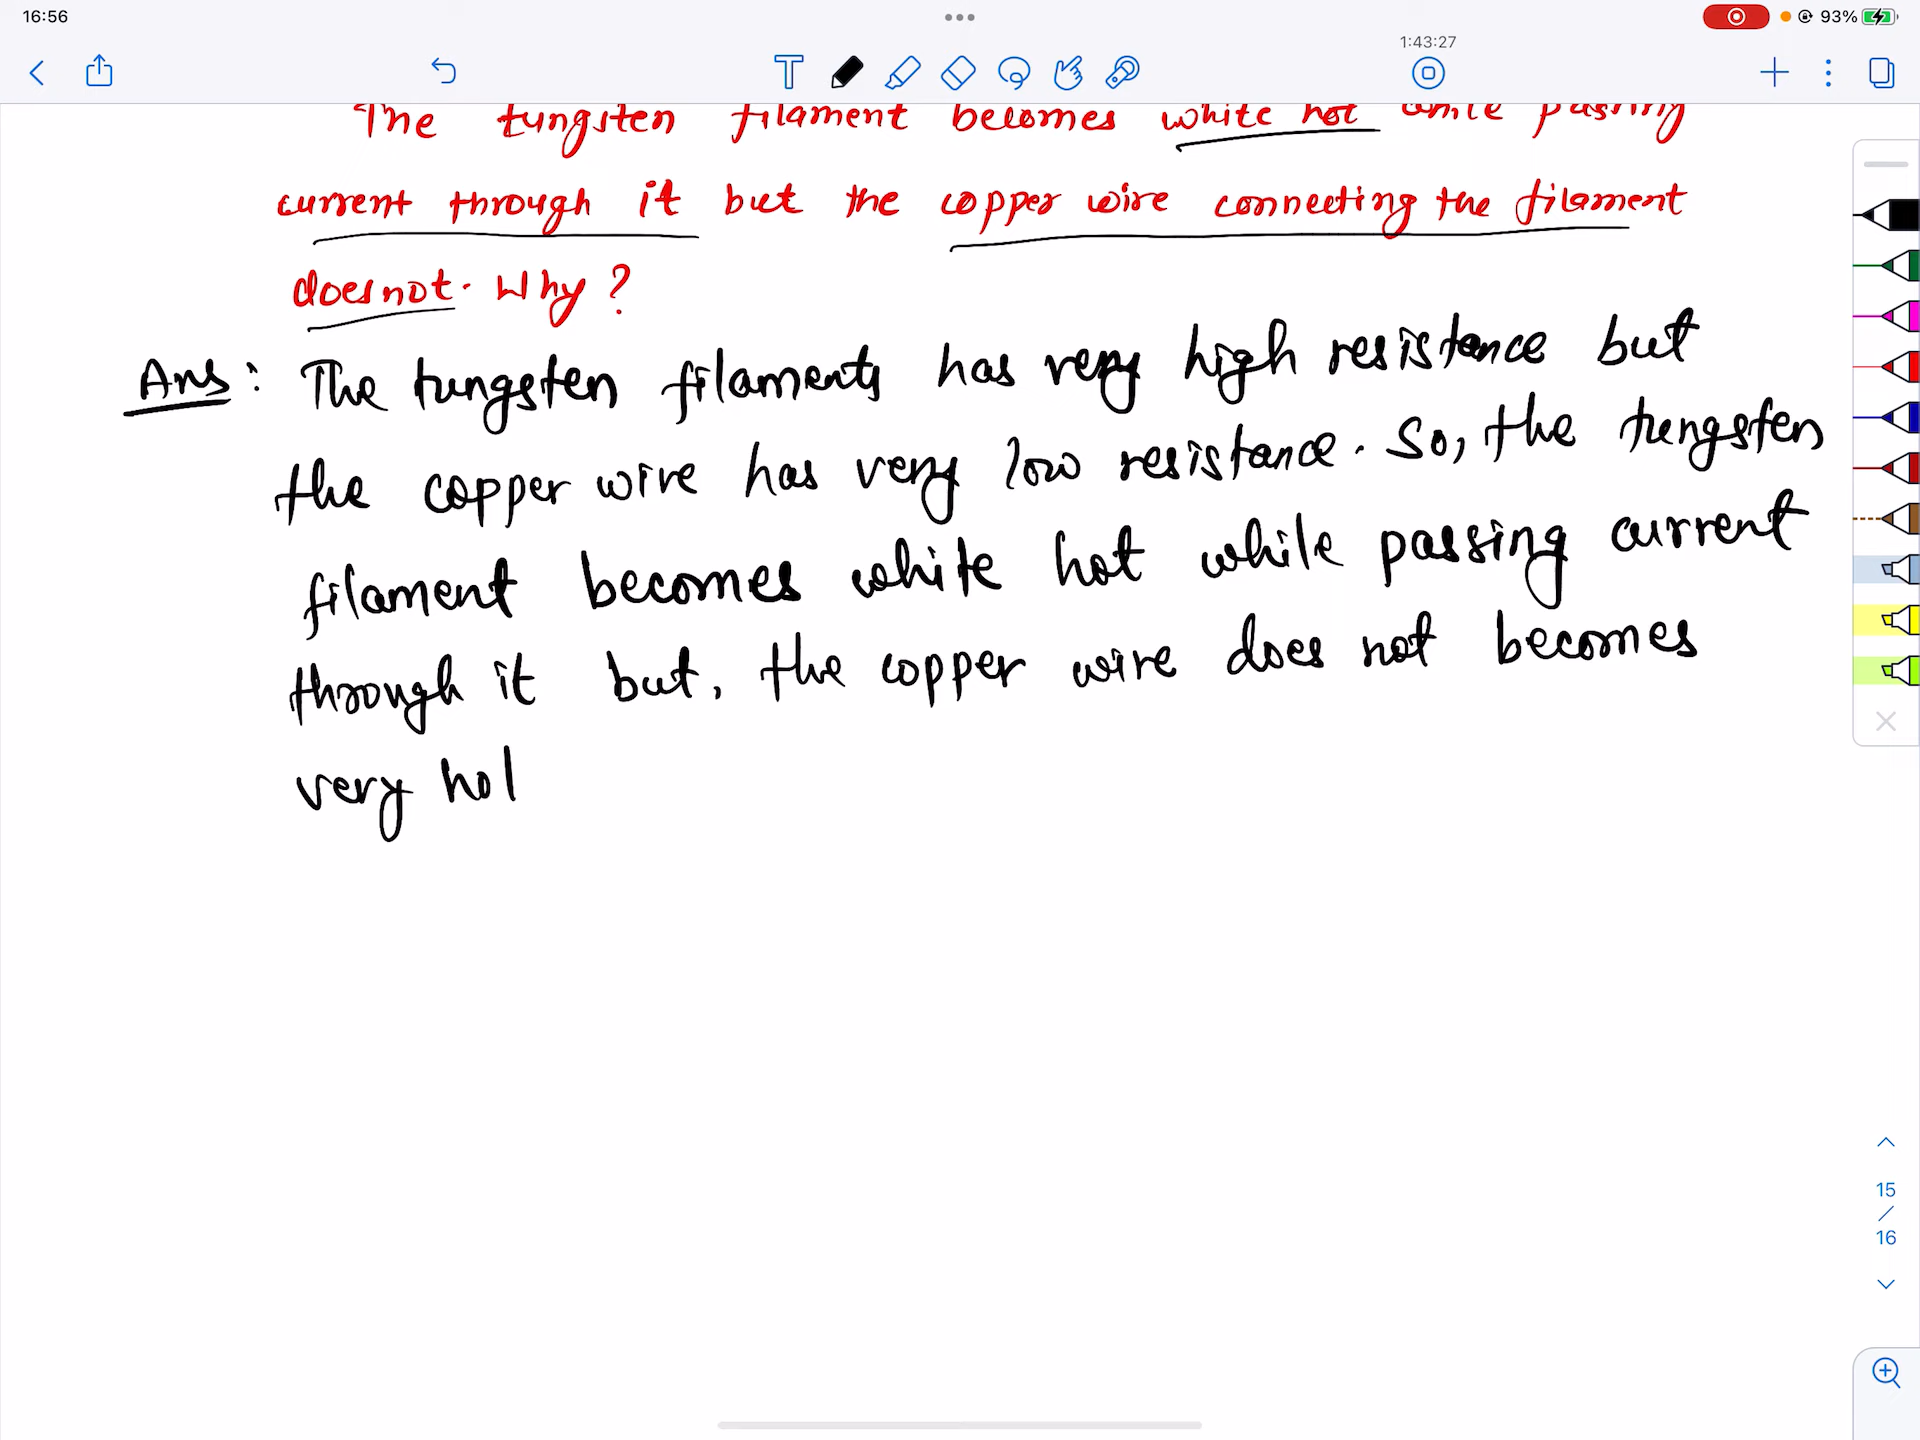 16:56
93%
1:43:27
The tungsten filament becomes white hot while passing
current through it but the copper wire connecting the filament
does not. Why ?
Ans: The tungsten filaments has very high resistance but
the copper wire has very low resistance. So, the tungsten
filament becomes white hot while passing current
through it but, the copper wire does not becomes
very hol
15
/
16